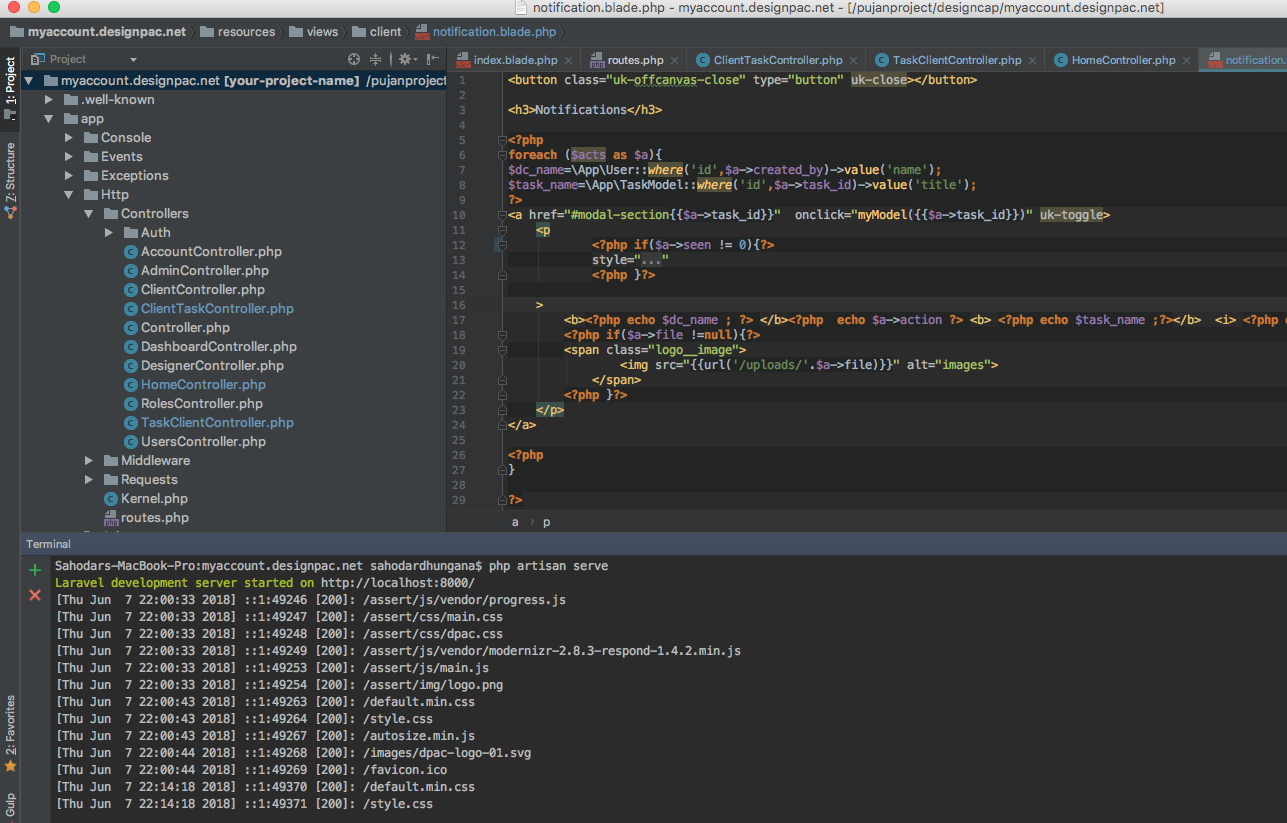 notification.blade.php - myaccount.designpac.net - [/pujanproject/designcap/myaccount.designpac.net]
myaccount.designpac.net resources views client notification.blade.php
1: Project
7: Structure
2: Favorites
Gulp
Project
myaccount.designpac.net [your-project-name] /pujanproject
.well-known
app
Console
Events
Exceptions
Http
Controllers
Auth
AccountController.php
AdminController.php
ClientController.php
ClientTaskController.php
Controller.php
DashboardController.php
DesignerController.php
HomeController.php
RolesController.php
TaskClientController.php
UsersController.php
Middleware
Requests
Kernel.php
routes.php
index.blade.php routes.php ClientTaskController.php TaskClientController.php HomeController.php notification.
1 <button class="uk-offcanvas-close" type="button" uk-close></button>
2
3 <h3>Notifications</h3>
4
5 <?php
6 foreach ($acts as $a){
7 $dc_name=\App\User::where('id',$a->created_by)->value('name');
8 $task_name=\App\TaskModel::where('id',$a->task_id)->value('title');
9 ?>
10 <a href="#modal-section{{$a->task_id}}" onclick="myModel({{$a->task_id}})" uk-toggle>
11 <p
12 <?php if($a->seen != 0){?>
13 style="..."
14 <?php }?>
15
16 >
17 <b><?php echo $dc_name ; ?> </b><?php echo $a->action ?> <b> <?php echo $task_name ;?></b> <i> <?php
18 <?php if($a->file !=null){?>
19 <span class="logo__image">
20 <img src="{{url('/uploads/'.$a->file)}}" alt="images">
21 </span>
22 <?php }?>
23 </p>
24 </a>
25
26 <?php
27 }
28
29 ?>
a › p
Terminal
Sahodars-MacBook-Pro:myaccount.designpac.net sahodardhungana$ php artisan serve
Laravel development server started on http://localhost:8000/
[Thu Jun 7 22:00:33 2018] ::1:49246 [200]: /assert/js/vendor/progress.js
[Thu Jun 7 22:00:33 2018] ::1:49247 [200]: /assert/css/main.css
[Thu Jun 7 22:00:33 2018] ::1:49248 [200]: /assert/css/dpac.css
[Thu Jun 7 22:00:33 2018] ::1:49249 [200]: /assert/js/vendor/modernizr-2.8.3-respond-1.4.2.min.js
[Thu Jun 7 22:00:33 2018] ::1:49253 [200]: /assert/js/main.js
[Thu Jun 7 22:00:33 2018] ::1:49254 [200]: /assert/img/logo.png
[Thu Jun 7 22:00:43 2018] ::1:49263 [200]: /default.min.css
[Thu Jun 7 22:00:43 2018] ::1:49264 [200]: /style.css
[Thu Jun 7 22:00:43 2018] ::1:49267 [200]: /autosize.min.js
[Thu Jun 7 22:00:44 2018] ::1:49268 [200]: /images/dpac-logo-01.svg
[Thu Jun 7 22:00:44 2018] ::1:49269 [200]: /favicon.ico
[Thu Jun 7 22:14:18 2018] ::1:49370 [200]: /default.min.css
[Thu Jun 7 22:14:18 2018] ::1:49371 [200]: /style.css